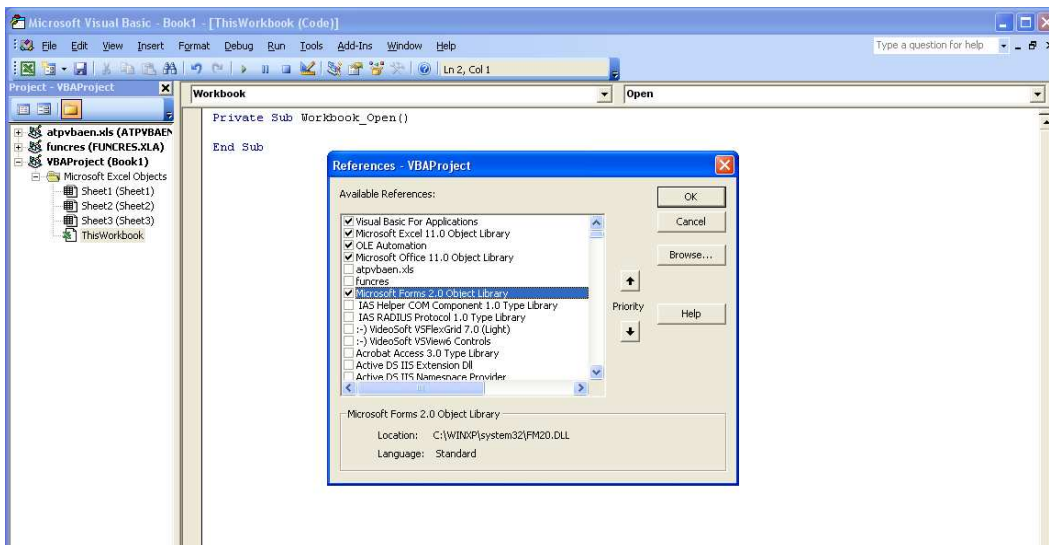 Microsoft Visual Basic - Book1 - [ThisWorkbook (Code)]
File Edit View Insert Format Debug Run Tools Add-Ins Window Help
Type a question for help
Ln 2, Col 1
Project - VBAProject
Workbook
Open
atpvbaen.xls (ATPVBAEN
funcres (FUNCRES.XLA)
VBAProject (Book1)
Microsoft Excel Objects
Sheet1 (Sheet1)
Sheet2 (Sheet2)
Sheet3 (Sheet3)
ThisWorkbook
Private Sub Workbook_Open()
End Sub
References - VBAProject
Available References:
Visual Basic For Applications
Microsoft Excel 11.0 Object Library
OLE Automation
Microsoft Office 11.0 Object Library
atpvbaen.xls
funcres
Microsoft Forms 2.0 Object Library
IAS Helper COM Component 1.0 Type Library
IAS RADIUS Protocol 1.0 Type Library
:-) VideoSoft VSFlexGrid 7.0 (Light)
:-) VideoSoft VSView6 Controls
Acrobat Access 3.0 Type Library
Active DS IIS Extension Dll
Active DS IIS Namespace Provider
OK
Cancel
Browse...
Priority
Help
Microsoft Forms 2.0 Object Library
Location: C:\WINXP\system32\FM20.DLL
Language: Standard